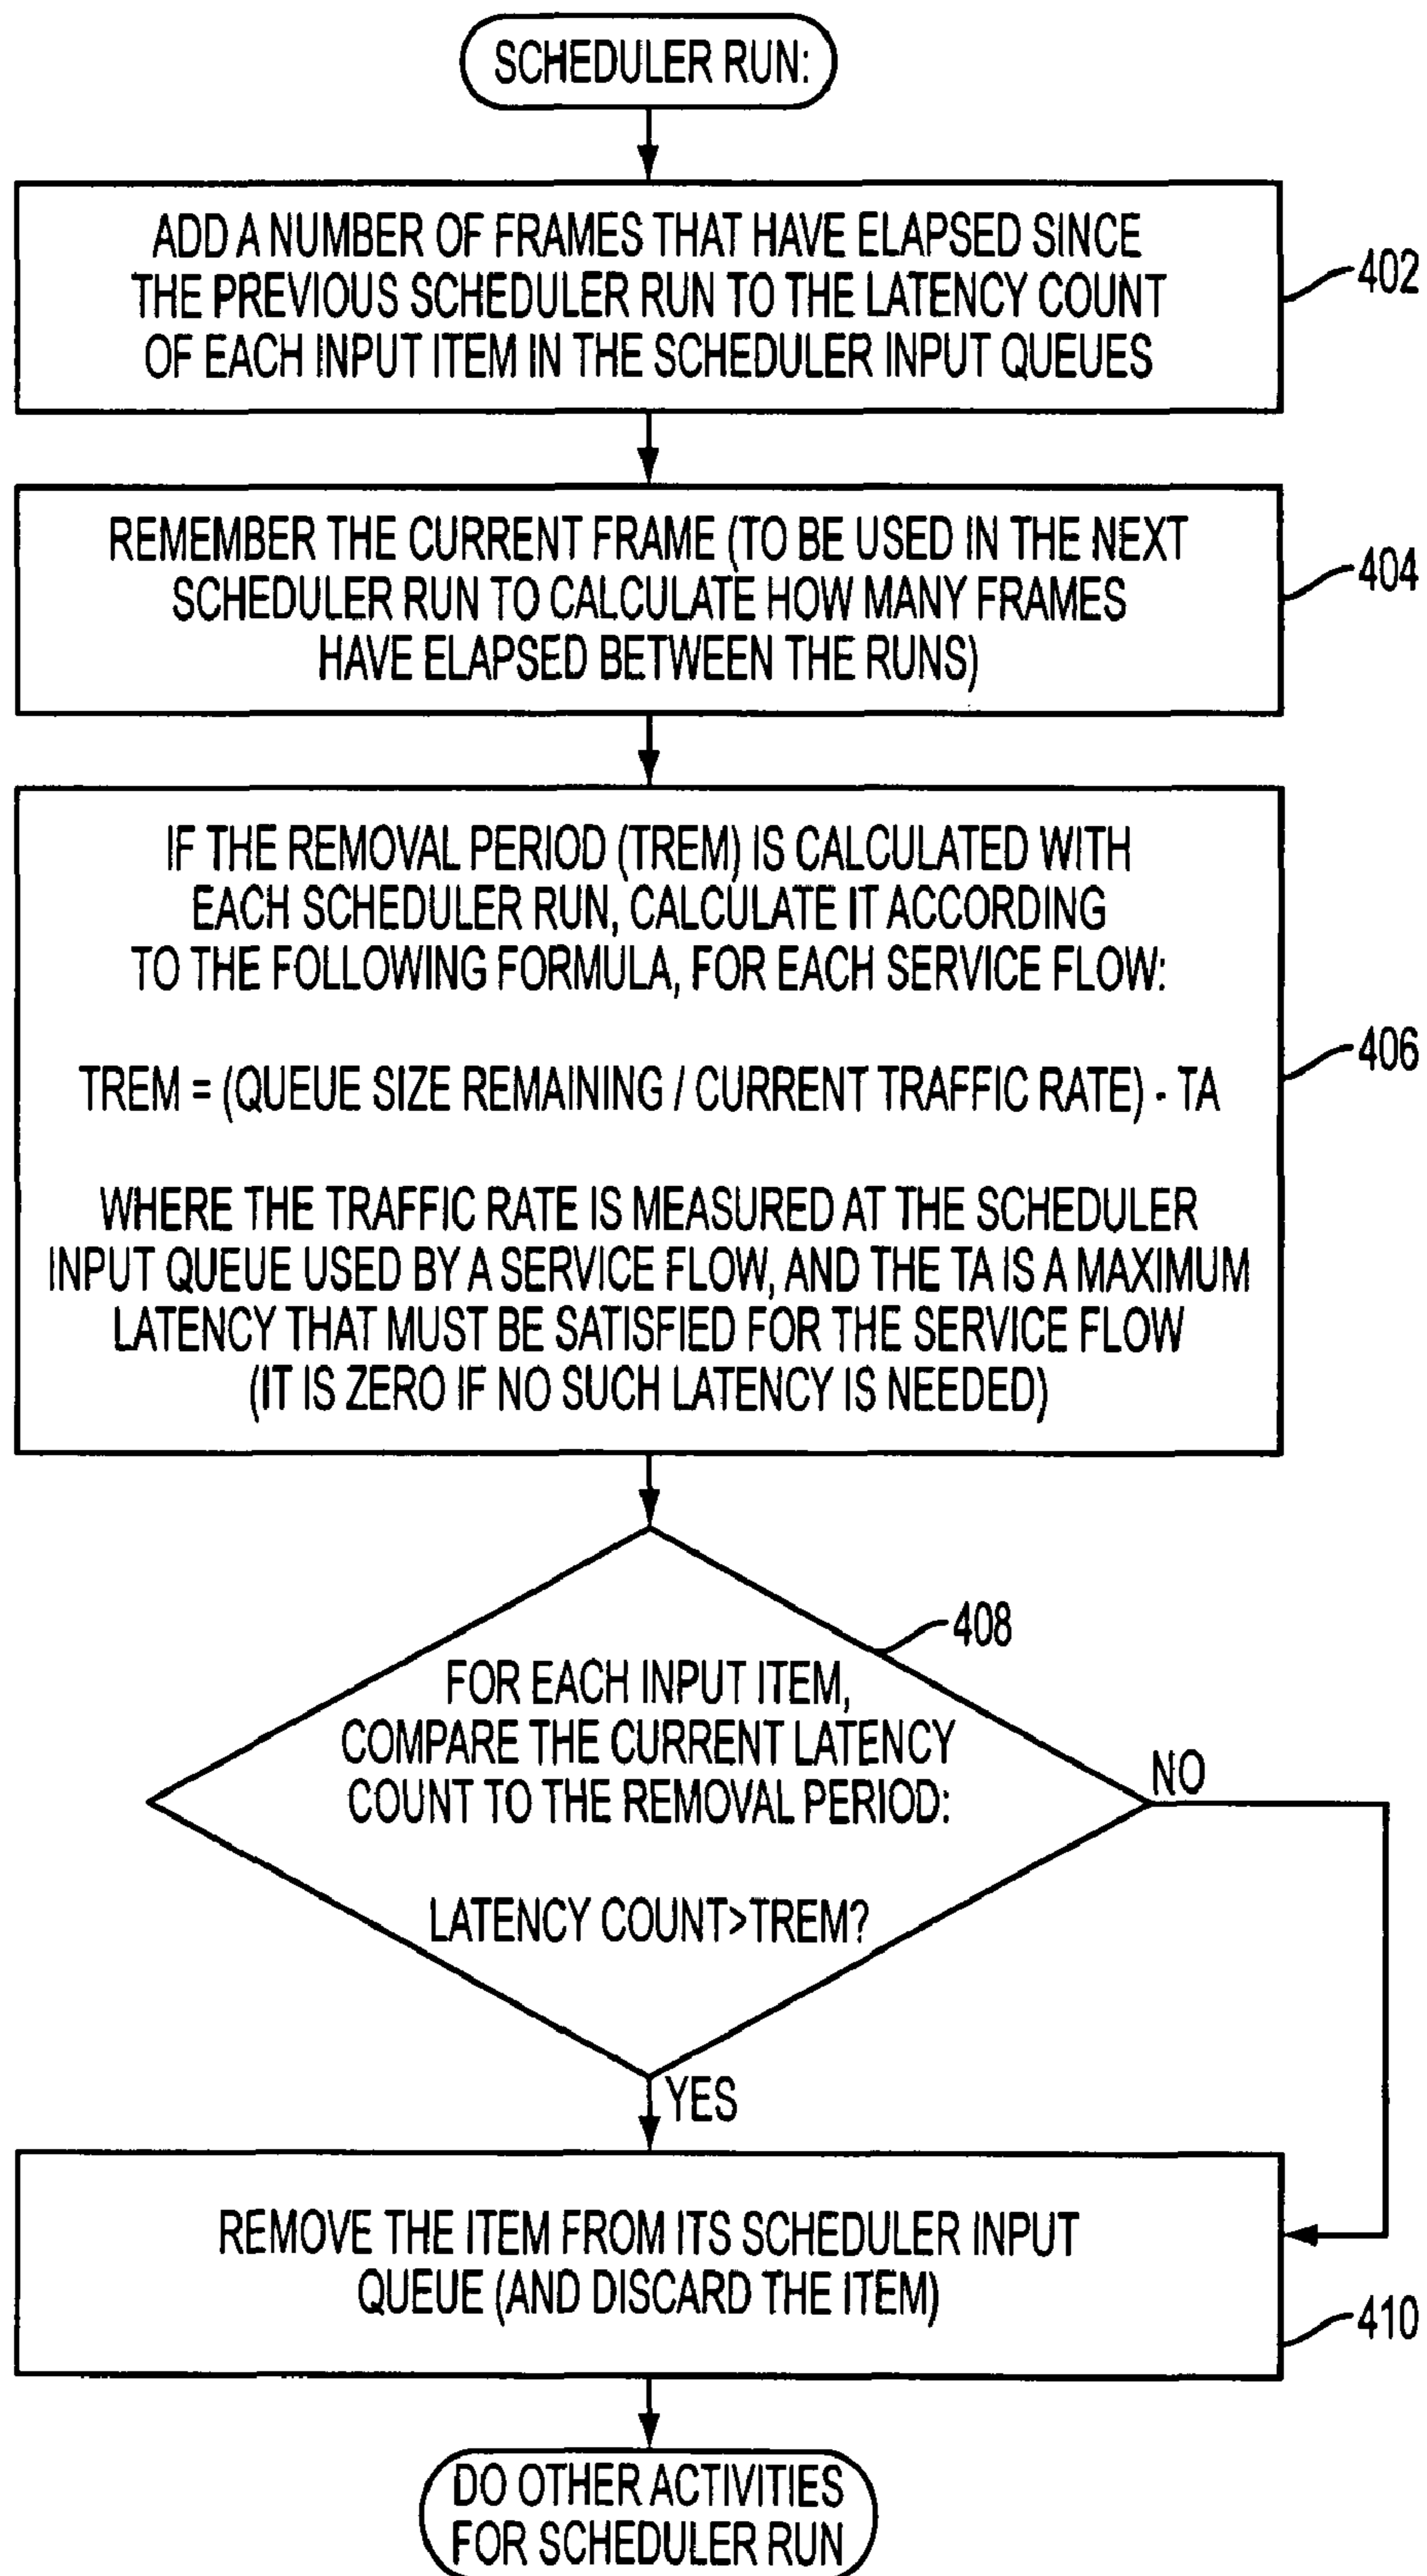 SCHEDULER RUN:
ADD A NUMBER OF FRAMES THAT HAVE ELAPSED SINCE
THE PREVIOUS SCHEDULER RUN TO THE LATENCY COUNT
OF EACH INPUT ITEM IN THE SCHEDULER INPUT QUEUES
402
REMEMBER THE CURRENT FRAME (TO BE USED IN THE NEXT
SCHEDULER RUN TO CALCULATE HOW MANY FRAMES
HAVE ELAPSED BETWEEN THE RUNS)
404
IF THE REMOVAL PERIOD (TREM) IS CALCULATED WITH
EACH SCHEDULER RUN, CALCULATE IT ACCORDING
TO THE FOLLOWING FORMULA, FOR EACH SERVICE FLOW:
TREM = (QUEUE SIZE REMAINING / CURRENT TRAFFIC RATE) - TA
WHERE THE TRAFFIC RATE IS MEASURED AT THE SCHEDULER
INPUT QUEUE USED BY A SERVICE FLOW, AND THE TA IS A MAXIMUM
LATENCY THAT MUST BE SATISFIED FOR THE SERVICE FLOW
(IT IS ZERO IF NO SUCH LATENCY IS NEEDED)
406
408
FOR EACH INPUT ITEM,
COMPARE THE CURRENT LATENCY
COUNT TO THE REMOVAL PERIOD:
LATENCY COUNT>TREM?
NO
YES
REMOVE THE ITEM FROM ITS SCHEDULER INPUT
QUEUE (AND DISCARD THE ITEM)
410
DO OTHER ACTIVITIES
FOR SCHEDULER RUN